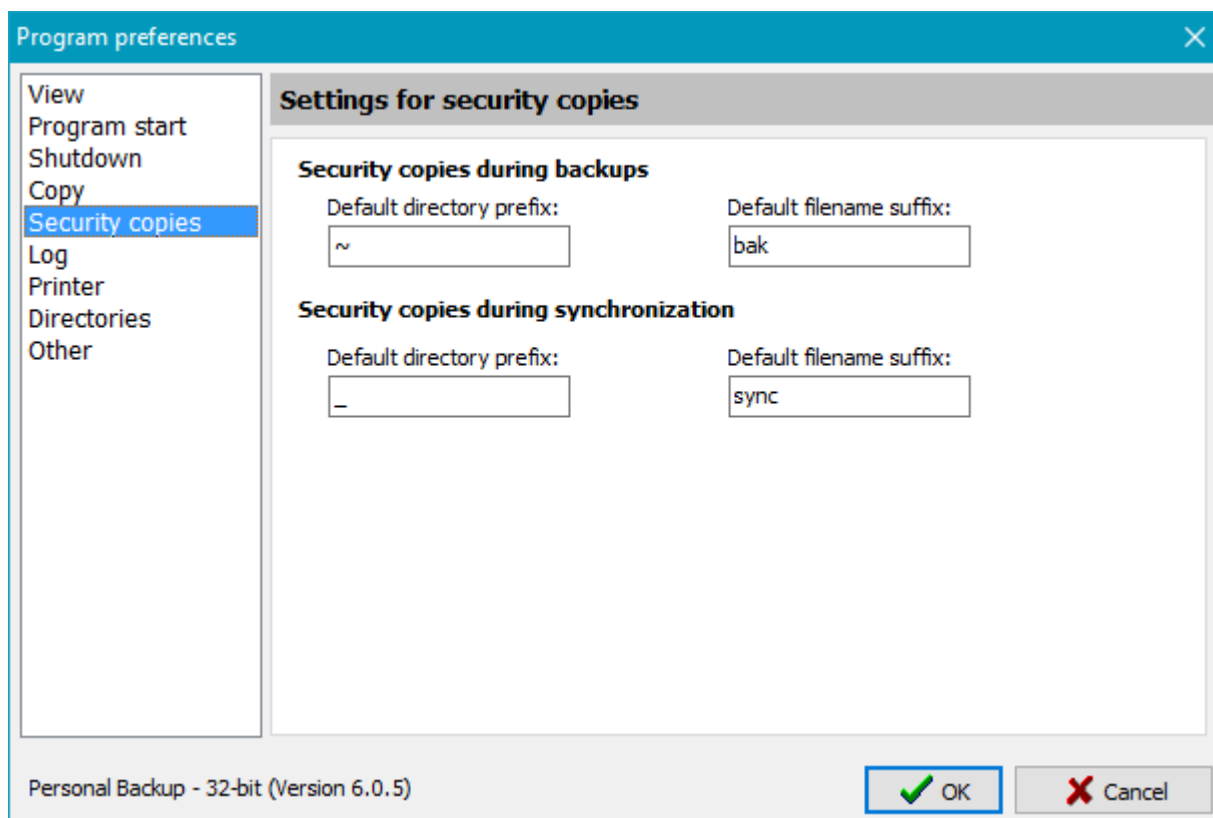 Program preferences
View
Program start
Shutdown
Copy
Security copies
Log
Printer
Directories
Other
Settings for security copies
Security copies during backups
Default directory prefix: Default filename suffix:
~ bak
Security copies during synchronization
Default directory prefix: Default filename suffix:
_ sync
Personal Backup - 32-bit (Version 6.0.5)
OK Cancel